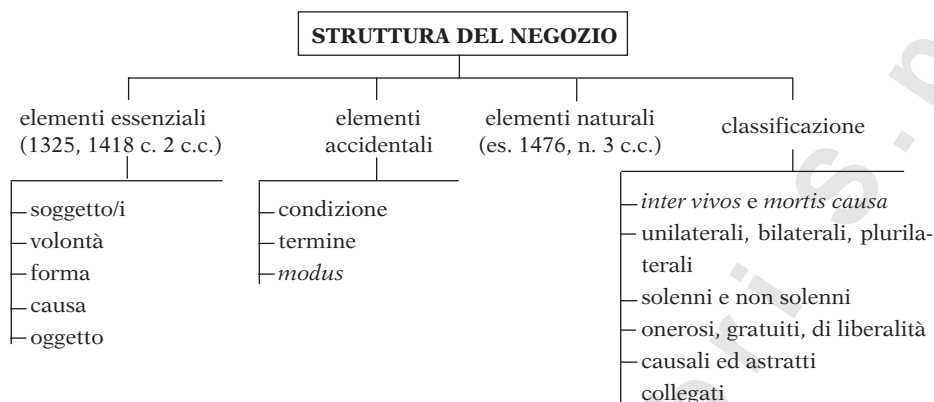 STRUTTURA DEL NEGOZIO
elementi essenziali
(1325, 1418 c. 2 c.c.)
soggetto/i
volontà
forma
causa
oggetto
elementi
accidentali
condizione
termine
modus
elementi naturali
(es. 1476, n. 3 c.c.)
classificazione
inter vivos e mortis causa
unilaterali, bilaterali, plurila-
terali
solenni e non solenni
onerosi, gratuiti, di liberalità
causali ed astratti
collegati